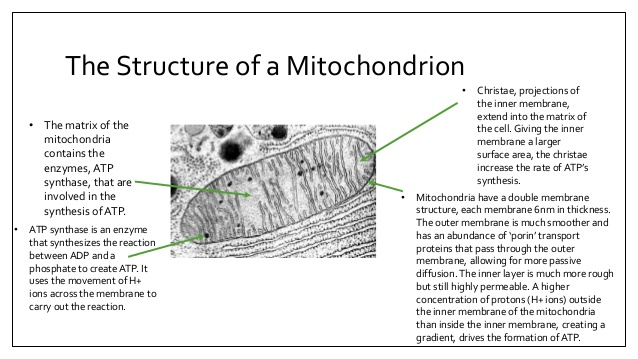 The Structure of a Mitochondrion
• The matrix of the
mitochondria
contains the
enzymes, ATP
synthase, that are
involved in the
synthesis of ATP.
• ATP synthase is an enzyme
that synthesizes the reaction
between ADP and a
phosphate to create ATP. It
uses the movement of H+
ions across the membrane to
carry out the reaction.
• Christae, projections of
the inner membrane,
extend into the matrix of
the cell. Giving the inner
membrane a larger
surface area, the christae
increase the rate of ATP's
synthesis.
• Mitochondria have a double membrane
structure, each membrane 6nm in thickness.
The outer membrane is much smoother and
has an abundance of 'porin' transport
proteins that pass through the outer
membrane, allowing for more passive
diffusion. The inner layer is much more rough
but still highly permeable. A higher
concentration of protons (H+ ions) outside
the inner membrane of the mitochondria
than inside the inner membrane, creating a
gradient, drives the formation of ATP.